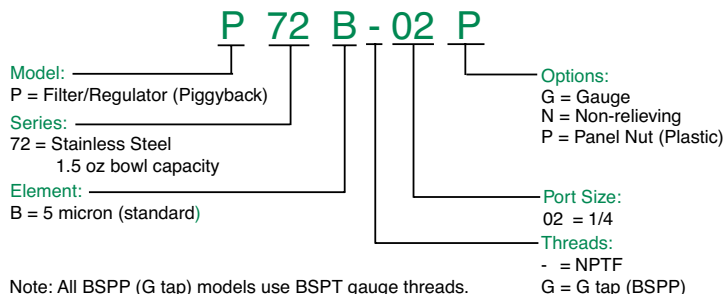 P 72 B - 02 P
Model:
P = Filter/Regulator (Piggyback)
Series:
72 = Stainless Steel
1.5 oz bowl capacity
Element:
B = 5 micron (standard)
Options:
G = Gauge
N = Non-relieving
P = Panel Nut (Plastic)
Port Size:
02 = 1/4
Threads:
- = NPTF
G = G tap (BSPP)
Note: All BSPP (G tap) models use BSPT gauge threads.